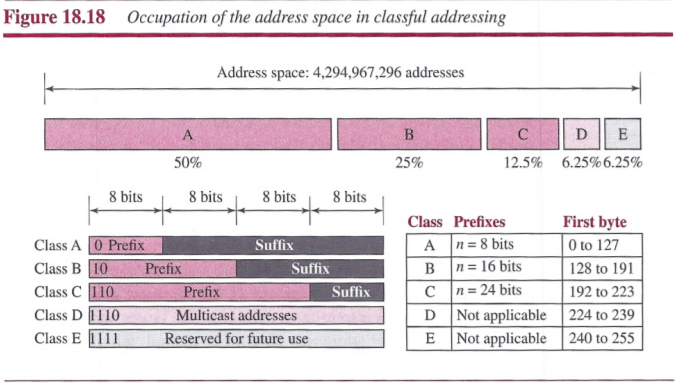 Figure 18.18 Occupation of the address space in classful addressing
Address space: 4,294,967,296 addresses
A B C D E
50% 25% 12.5% 6.25% 6.25%
8 bits 8 bits 8 bits 8 bits
Class A 0 Prefix Suffix
Class B 10 Prefix Suffix
Class C 110 Prefix Suffix
Class D 1110 Multicast addresses
Class E 1111 Reserved for future use
Class Prefixes First byte
A n = 8 bits 0 to 127
B n = 16 bits 128 to 191
C n = 24 bits 192 to 223
D Not applicable 224 to 239
E Not applicable 240 to 255